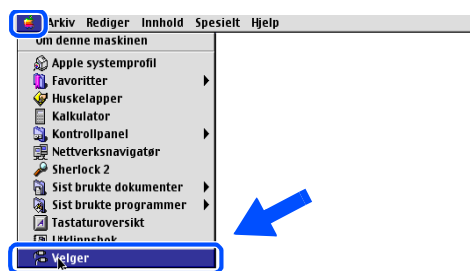 Arkiv Rediger Innhold Spesielt Hjelp
Om denne maskinen
Apple systemprofil
Favoritter
Huskelapper
Kalkulator
Kontrollpanel
Nettverksnavigatør
Sherlock 2
Sist brukte dokumenter
Sist brukte programmer
Tastaturoversikt
Utklippsbok
Velger